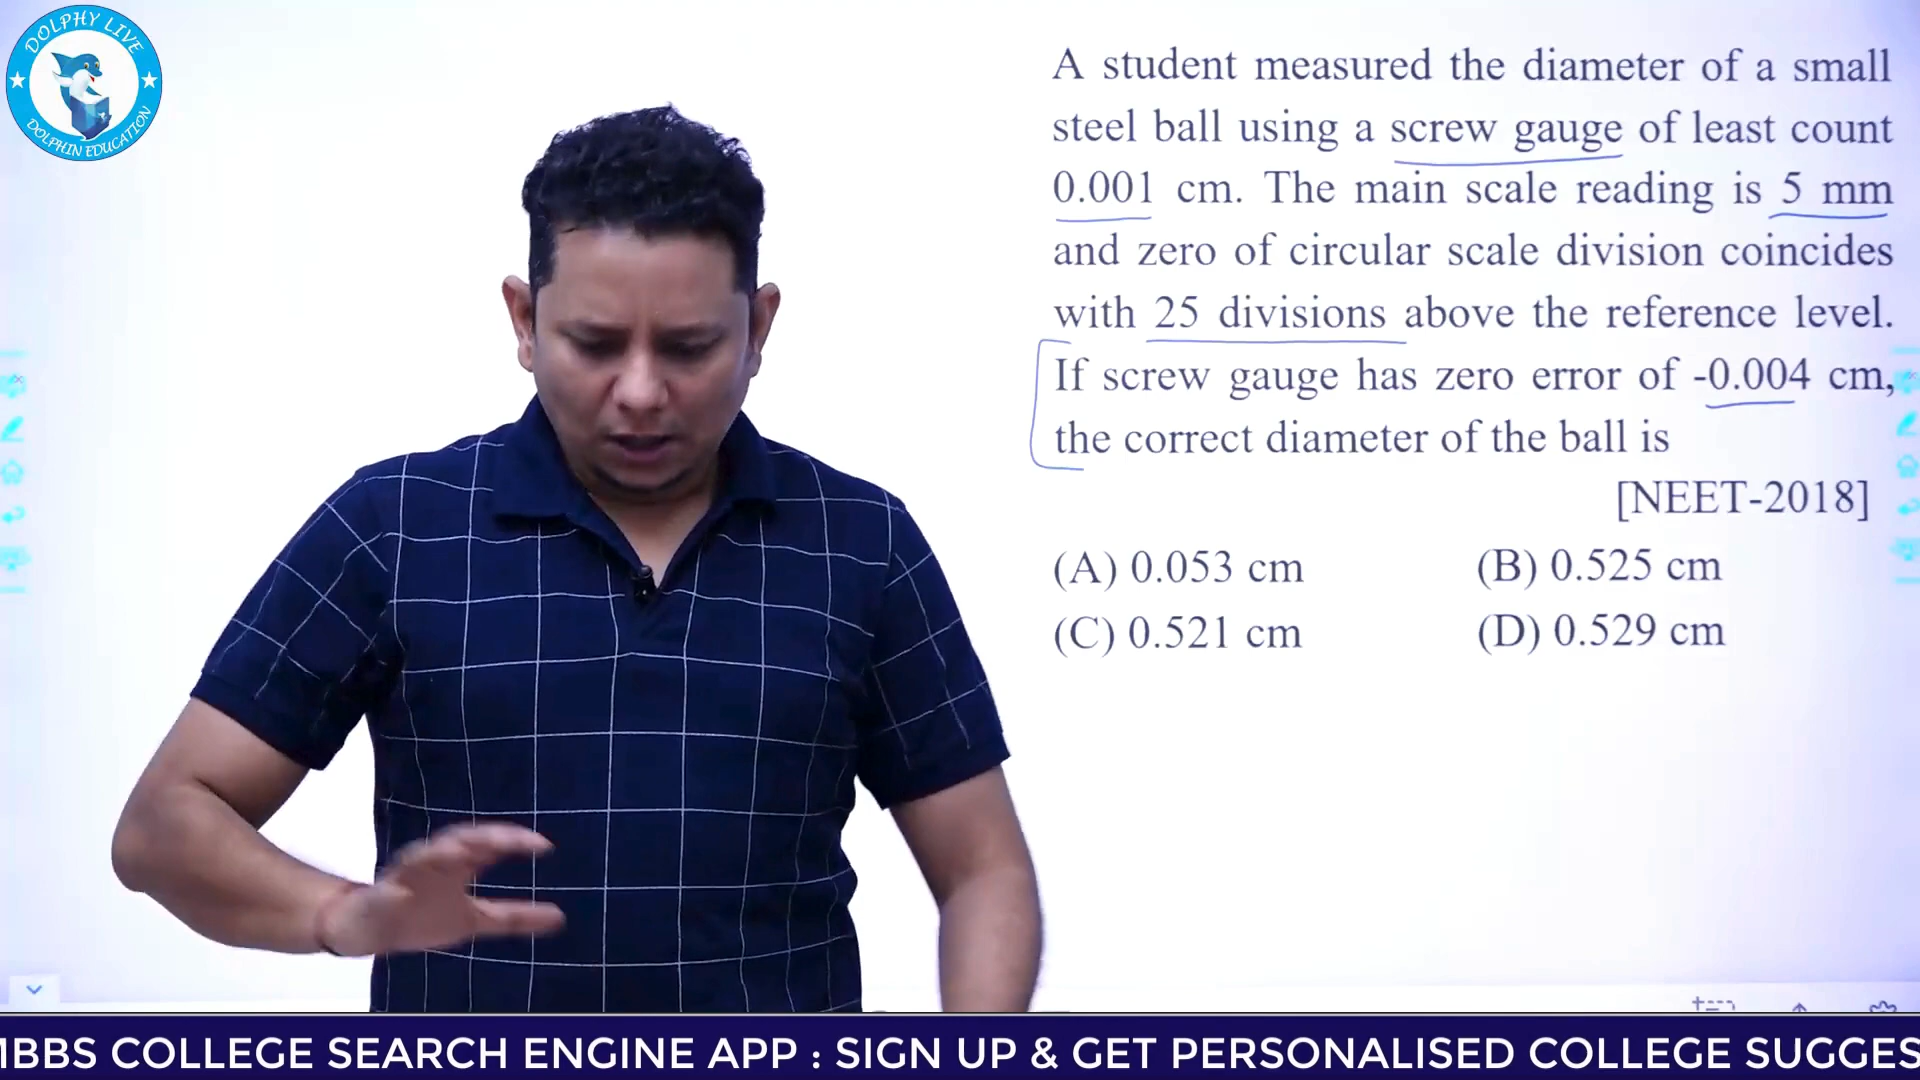 DOLPHY LIVE
DOLPHIN EDUCATION
A student measured the diameter of a small
steel ball using a screw gauge of least count
0.001 cm. The main scale reading is 5 mm
and zero of circular scale division coincides
with 25 divisions above the reference level.
If screw gauge has zero error of -0.004 cm,
the correct diameter of the ball is
[NEET-2018]
(A) 0.053 cm (B) 0.525 cm
(C) 0.521 cm (D) 0.529 cm
MBBS COLLEGE SEARCH ENGINE APP : SIGN UP & GET PERSONALISED COLLEGE SUGGES